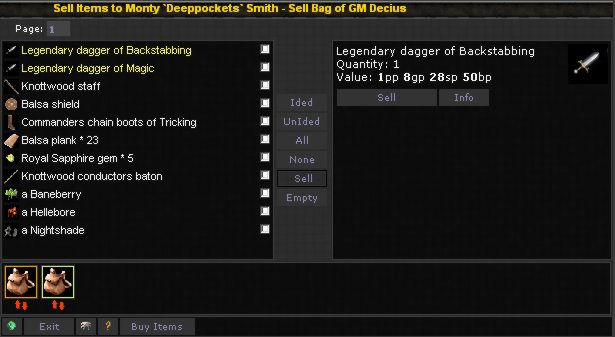 Sell Items to Monty `Deeppockets` Smith - Sell Bag of GM Decius
Page: 1
Legendary dagger of Backstabbing
Legendary dagger of Magic
Knottwood staff
Balsa shield
Commanders chain boots of Tricking
Balsa plank * 23
Royal Sapphire gem * 5
Knottwood conductors baton
a Baneberry
a Hellebore
a Nightshade
Ided
UnIded
All
None
Sell
Empty
Legendary dagger of Backstabbing
Quantity: 1
Value: 1pp 8gp 28sp 50bp
Sell Info
Exit ? Buy Items